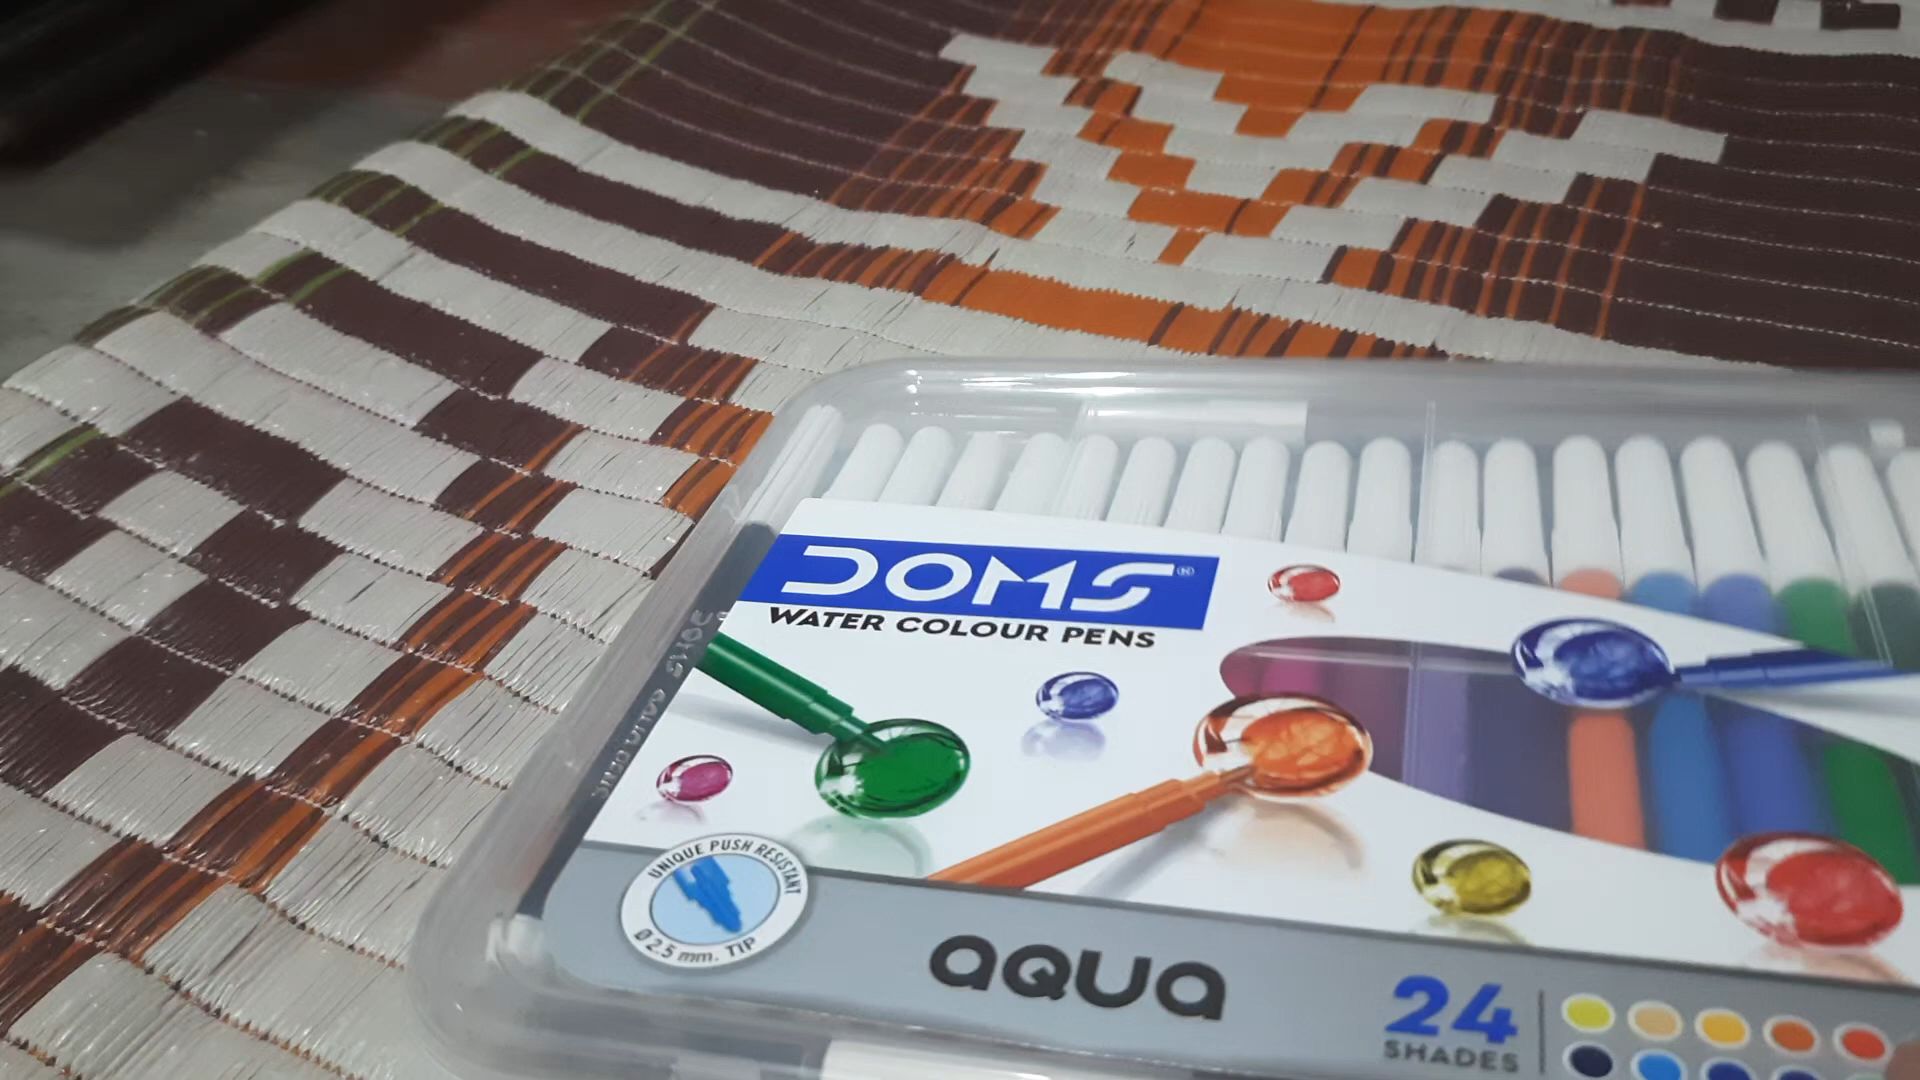 DOMS®
WATER COLOUR PENS
UNIQUE PUSH RESISTANT
Ø 2.5 mm. TIP
aQUa
24
SHADES